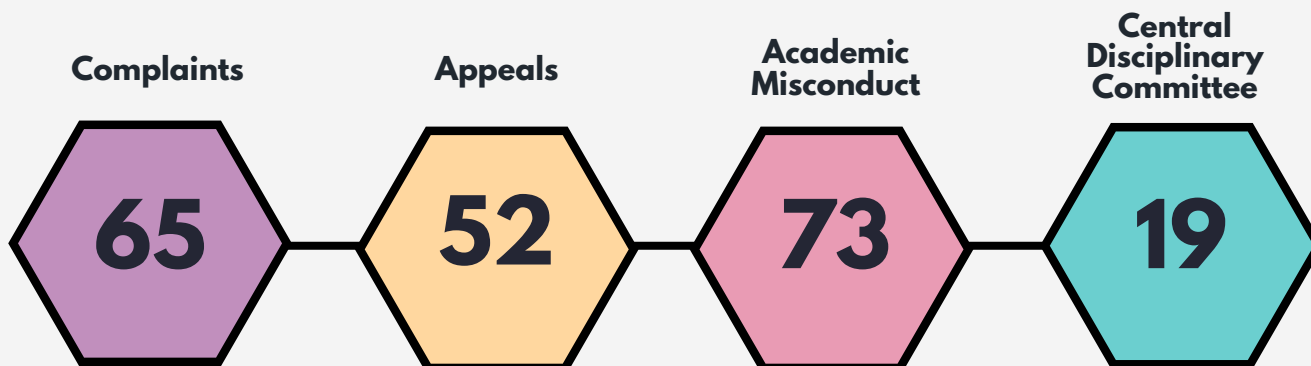 Complaints
Appeals
Academic
Misconduct
Central
Disciplinary
Committee
65
52
73
19